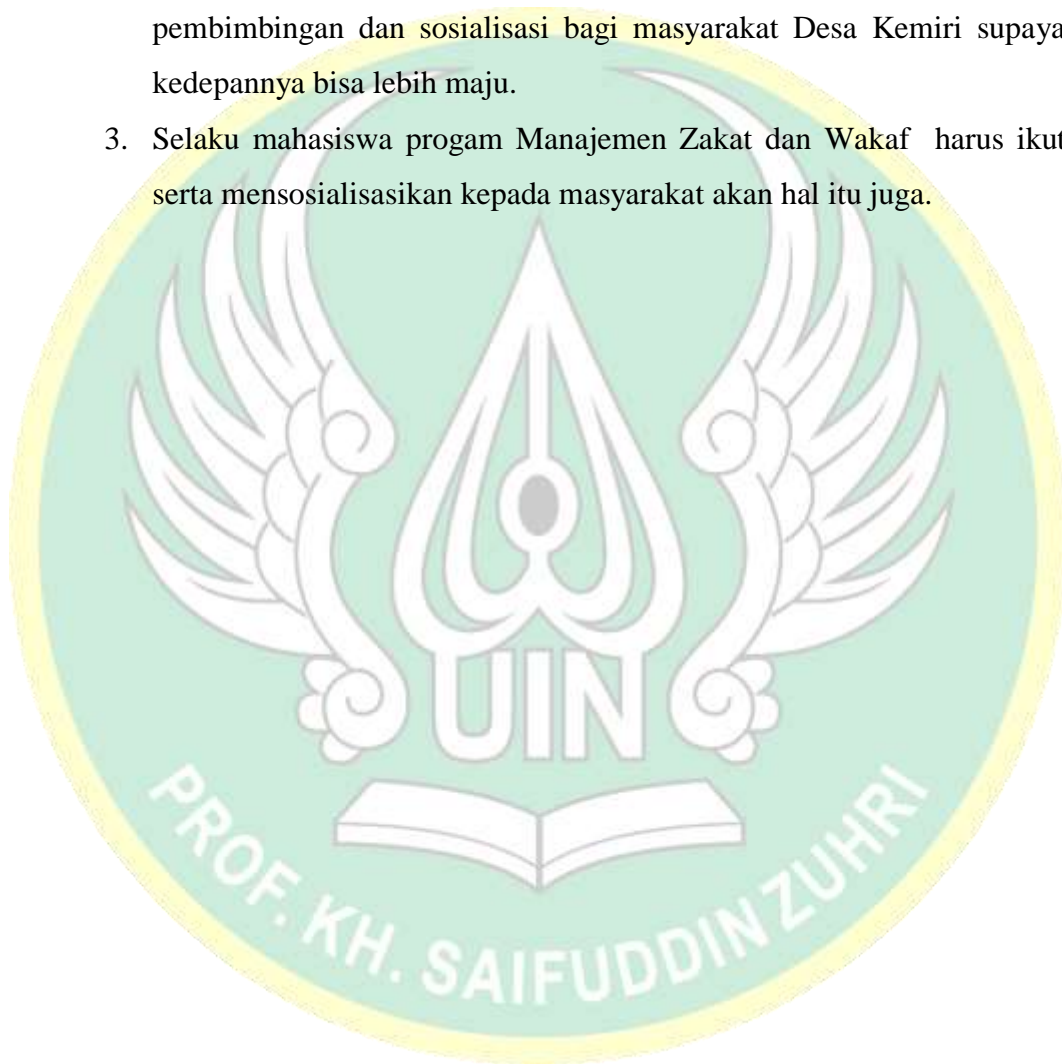 pembimbingan dan sosialisasi bagi masyarakat Desa Kemiri supaya
kedepannya bisa lebih maju.
3. Selaku mahasiswa progam Manajemen Zakat dan Wakaf harus ikut
serta mensosialisasikan kepada masyarakat akan hal itu juga.
UIN
PROF. KH. SAIFUDDIN ZUHRI